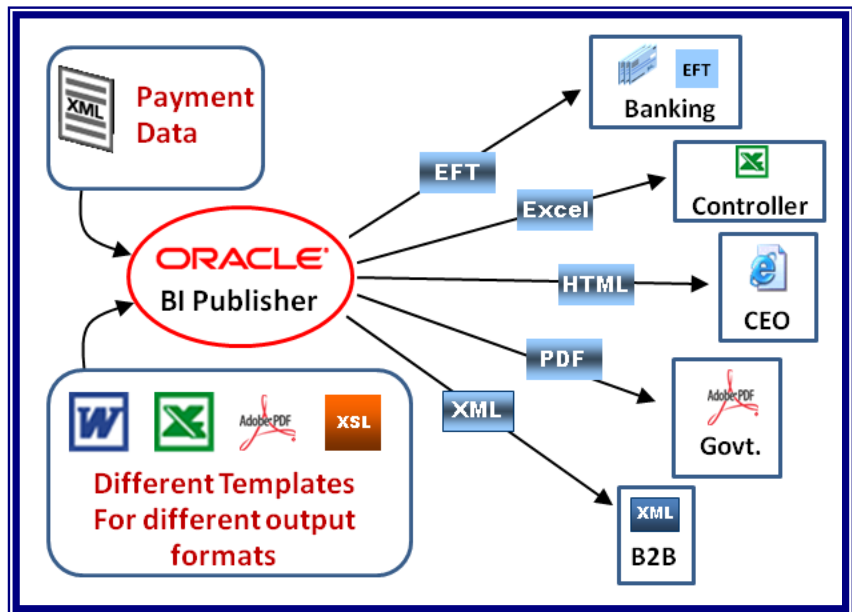 XML
Payment
Data
ORACLE®
BI Publisher
W
X
Adobe PDF
XSL
Different Templates
For different output
formats
EFT
Excel
HTML
PDF
XML
EFT
Banking
X
Controller
e
CEO
Adobe PDF
Govt.
XML
B2B